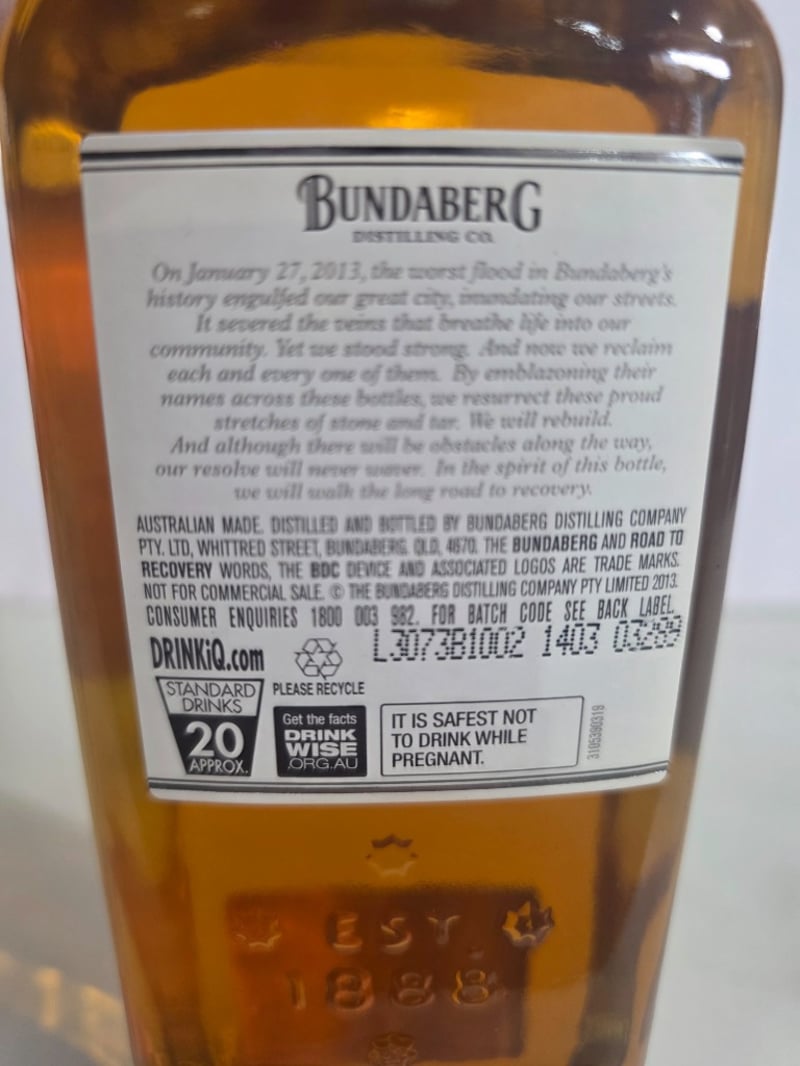 BUNDABERG
DISTILLING CO.
On January 27, 2013, the worst flood in Bundaberg's
history engulfed our great city, inundating our streets.
It severed the veins that breathe life into our
community. Yet we stood strong. And now we reclaim
each and every one of them. By emblazoning their
names across these bottles, we resurrect these proud
stretches of stone and tar. We will rebuild.
And although there will be obstacles along the way,
our resolve will never waver. In the spirit of this bottle,
we will walk the long road to recovery.
AUSTRALIAN MADE. DISTILLED AND BOTTLED BY BUNDABERG DISTILLING COMPANY
PTY. LTD, WHITTRED STREET, BUNDABERG. QLD, 4670. THE BUNDABERG AND ROAD TO
RECOVERY WORDS, THE BDC DEVICE AND ASSOCIATED LOGOS ARE TRADE MARKS.
NOT FOR COMMERCIAL SALE. © THE BUNDABERG DISTILLING COMPANY PTY LIMITED 2013.
CONSUMER ENQUIRIES 1800 003 982. FOR BATCH CODE SEE BACK LABEL.
L3073B1002 1403 03289
DRINKiQ.com
PLEASE RECYCLE
STANDARD
DRINKS
20
APPROX.
Get the facts
DRINK
WISE
.ORG.AU
IT IS SAFEST NOT
TO DRINK WHILE
PREGNANT.
3105390319
EST.
1888